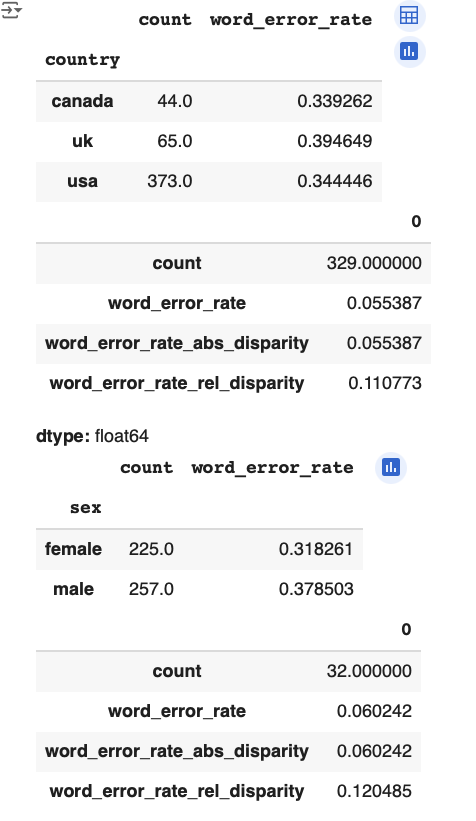 count word_error_rate
country
canada 44.0 0.339262
uk 65.0 0.394649
usa 373.0 0.344446
0
count 329.000000
word_error_rate 0.055387
word_error_rate_abs_disparity 0.055387
word_error_rate_rel_disparity 0.110773
dtype: float64
count word_error_rate
sex
female 225.0 0.318261
male 257.0 0.378503
0
count 32.000000
word_error_rate 0.060242
word_error_rate_abs_disparity 0.060242
word_error_rate_rel_disparity 0.120485